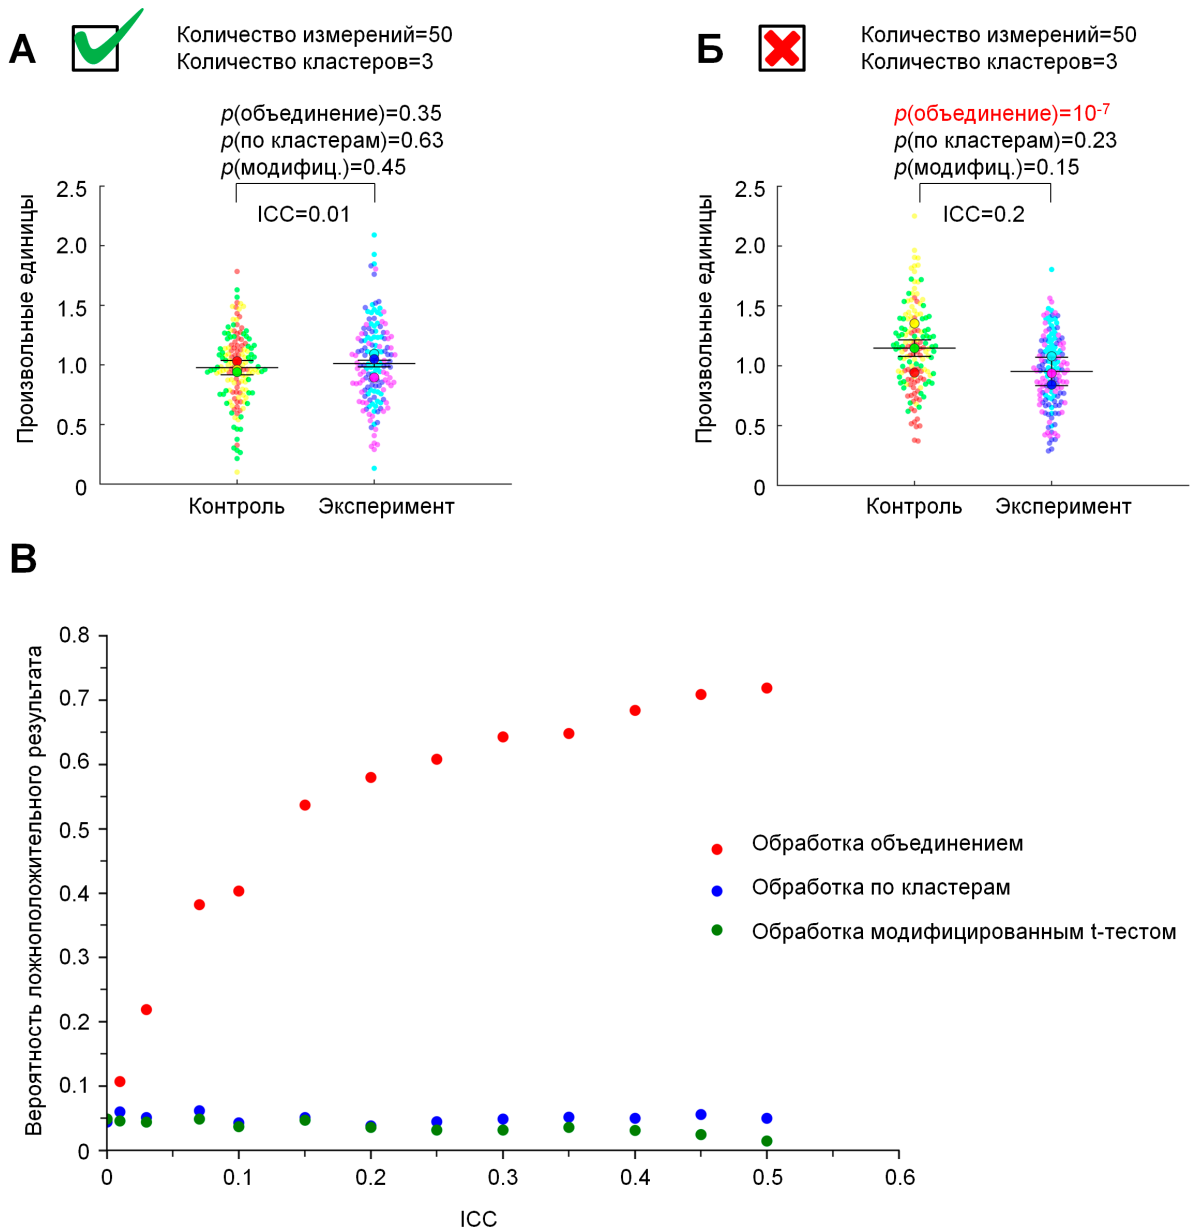 А
Количество измерений=50
Количество кластеров=3
p(объединение)=0.35
p(по кластерам)=0.63
p(модифиц.)=0.45
ICC=0.01
Произвольные единицы
2.5
2.0
1.5
1.0
0.5
0
Контроль
Эксперимент
Б
Количество измерений=50
Количество кластеров=3
p(объединение)=10⁻⁷
p(по кластерам)=0.23
p(модифиц.)=0.15
ICC=0.2
Произвольные единицы
2.5
2.0
1.5
1.0
0.5
0
Контроль
Эксперимент
В
Вероятность ложноположительного результата
0.8
0.7
0.6
0.5
0.4
0.3
0.2
0.1
0
Обработка объединением
Обработка по кластерам
Обработка модифицированным t-тестом
0
0.1
0.2
0.3
0.4
0.5
0.6
ICC